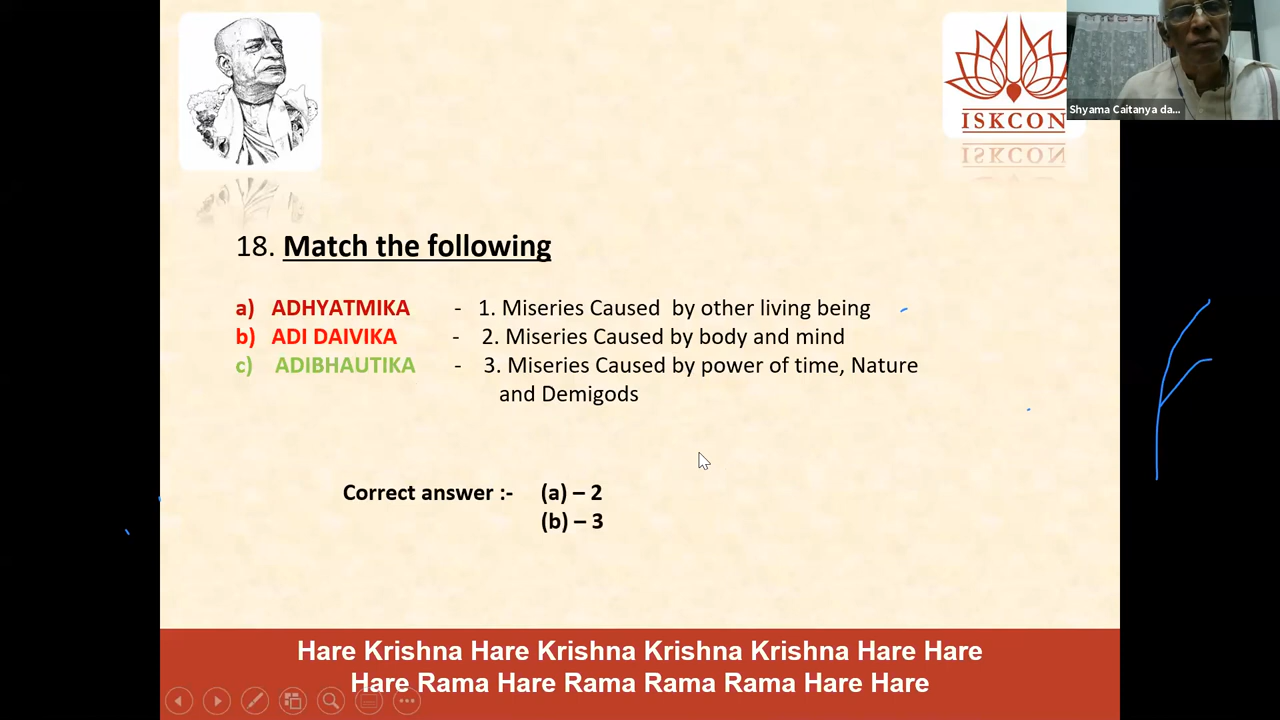 ISKCON
Shyama Caitanya da...
18. Match the following
a) ADHYATMIKA - 1. Miseries Caused by other living being
b) ADI DAIVIKA - 2. Miseries Caused by body and mind
c) ADIBHAUTIKA - 3. Miseries Caused by power of time, Nature
and Demigods
Correct answer :- (a) – 2
(b) – 3
Hare Krishna Hare Krishna Krishna Krishna Hare Hare
Hare Rama Hare Rama Rama Rama Hare Hare